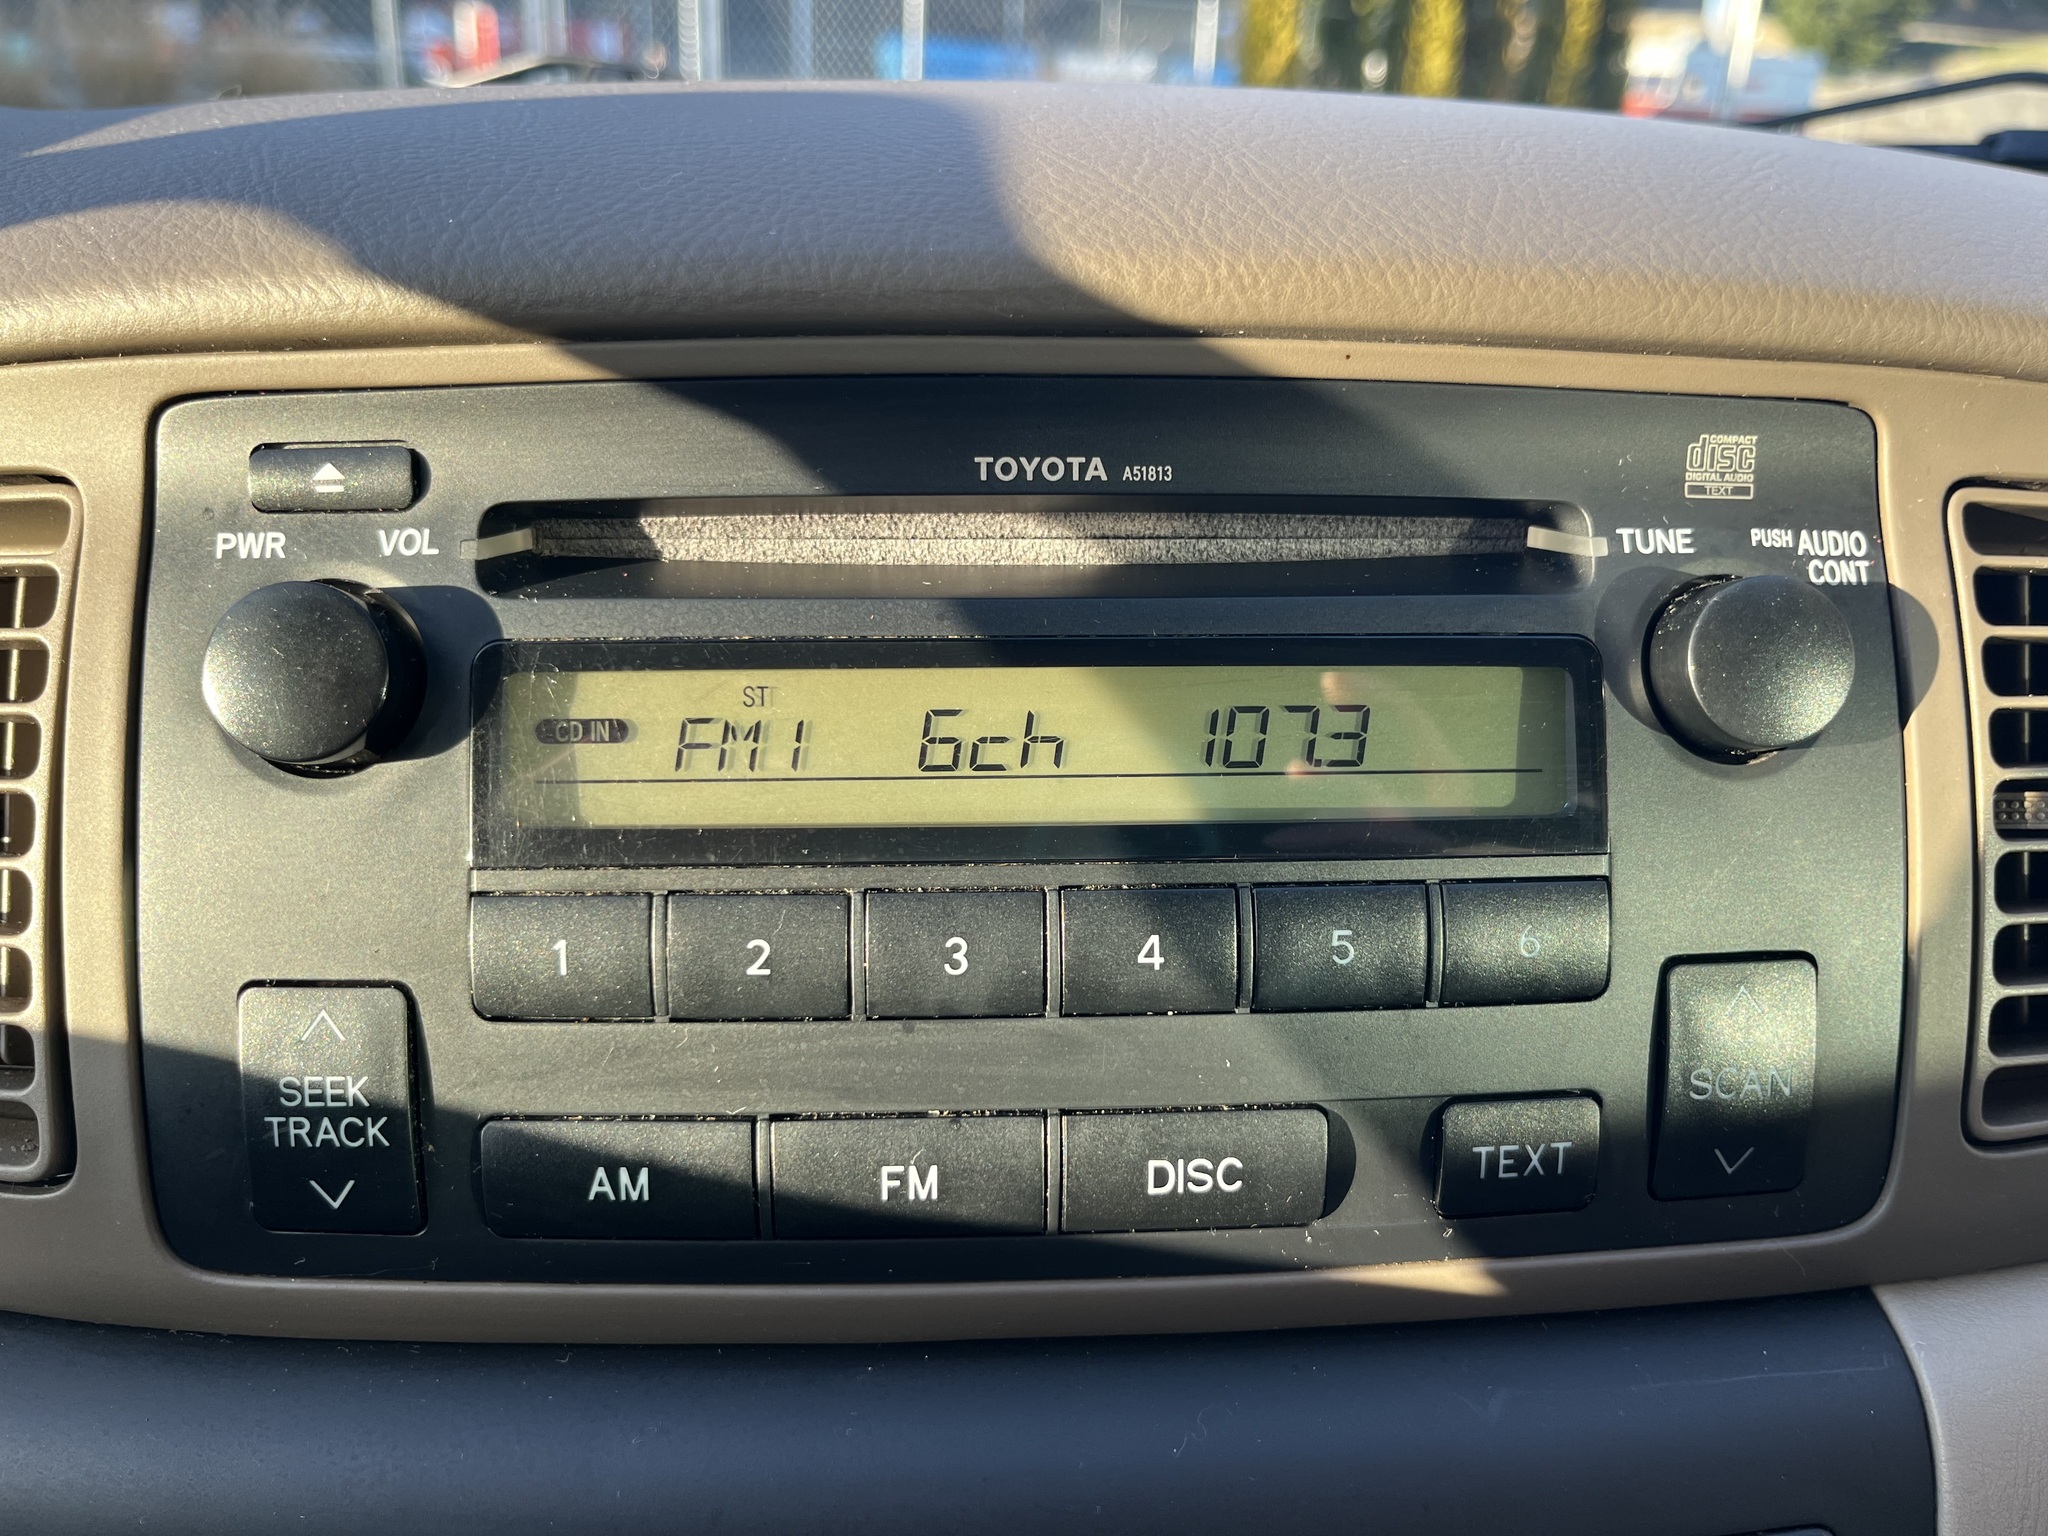 TOYOTA A51813
COMPACT
disc
DIGITAL AUDIO
TEXT
PWR VOL
TUNE PUSH AUDIO
CONT
ST
CD IN FM1 6ch 107.3
1 2 3 4 5 6
SEEK
TRACK
SCAN
AM FM DISC TEXT